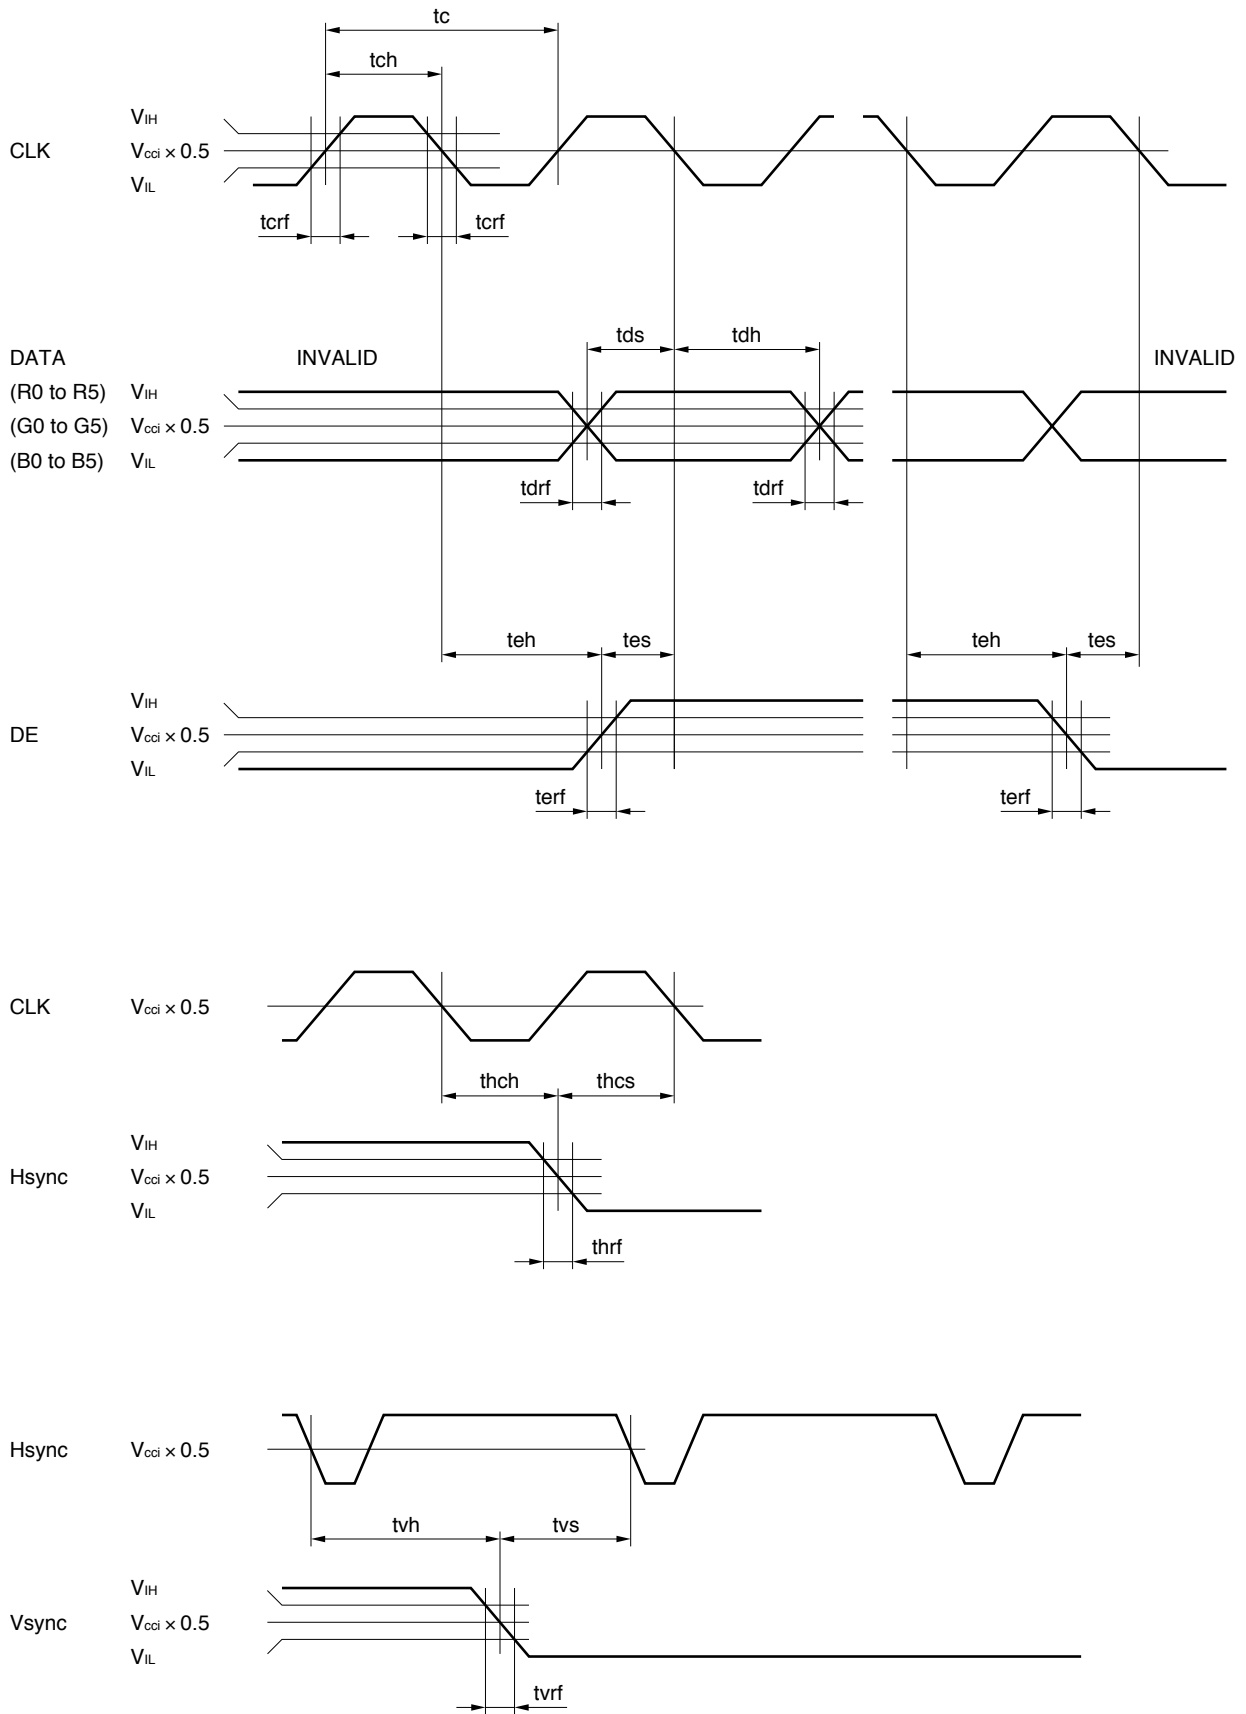 tc
tch
VIH
CLK Vcci × 0.5
VIL
tcrf tcrf
tds tdh
DATA INVALID INVALID
(R0 to R5) VIH
(G0 to G5) Vcci × 0.5
(B0 to B5) VIL
tdrf tdrf
teh tes teh tes
VIH
DE Vcci × 0.5
VIL
terf terf
CLK Vcci × 0.5
thch thcs
VIH
Hsync Vcci × 0.5
VIL
thrf
Hsync Vcci × 0.5
tvh tvs
VIH
Vsync Vcci × 0.5
VIL
tvrf